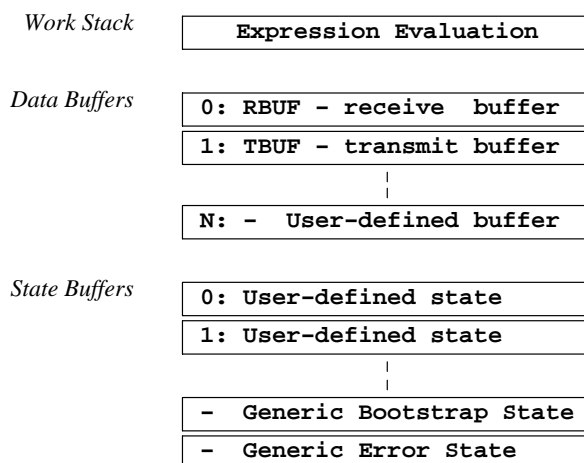 Work Stack
Expression Evaluation
Data Buffers
0: RBUF – receive buffer
1: TBUF – transmit buffer
N: – User–defined buffer
State Buffers
0: User–defined state
1: User–defined state
– Generic Bootstrap State
– Generic Error State